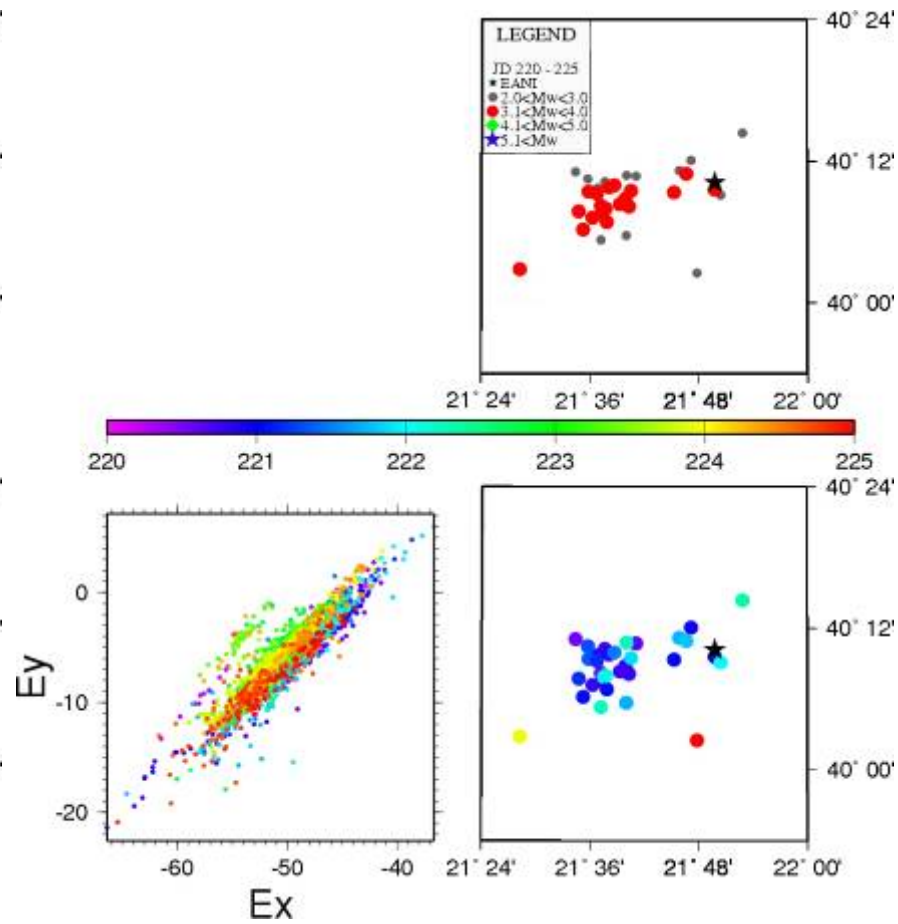 40° 24'
LEGEND
JD 220 - 225
EANI
2.0<Mw<3.0
3.1<Mw<4.0
4.1<Mw<5.0
5.1<Mw
40° 12'
40° 00'
21° 24' 21° 36' 21° 48' 22° 00'
220 221 222 223 224 225
40° 24'
0
40° 12'
Ey
-10
40° 00'
-20
-60 -50 -40
21° 24' 21° 36' 21° 48' 22° 00'
Ex